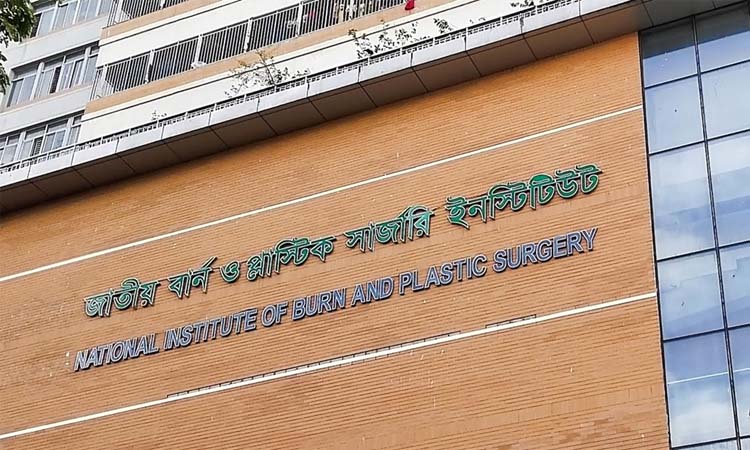 জাতীয় বার্ন ও প্লাস্টিক সার্জারি ইনস্টিটিউট
NATIONAL INSTITUTE OF BURN AND PLASTIC SURGERY